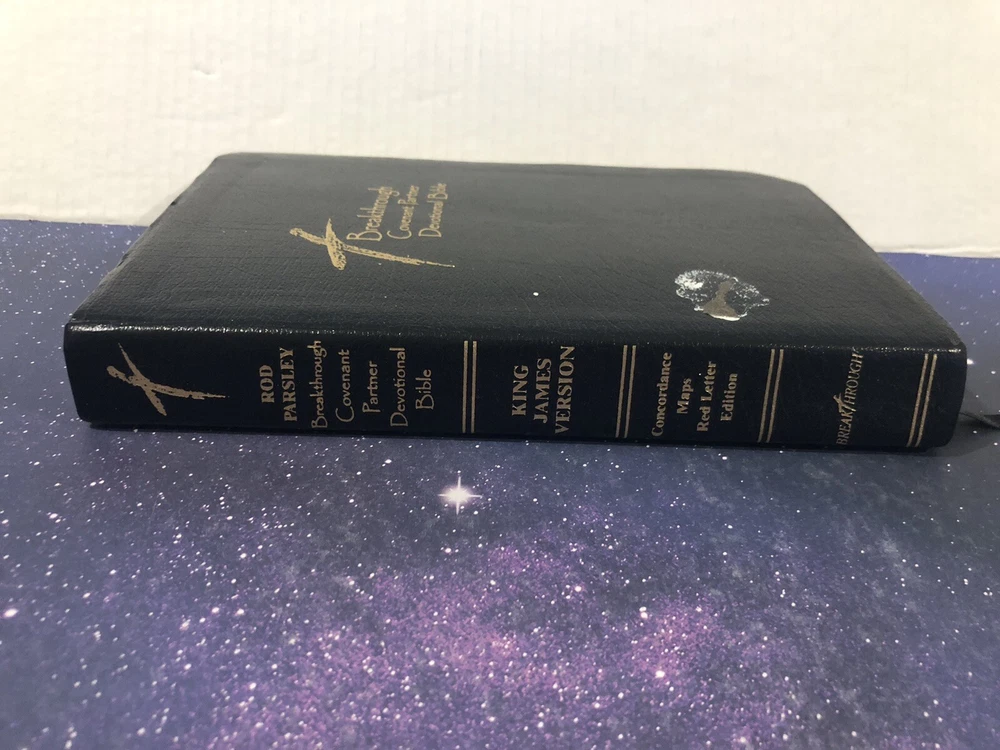 Breakthrough
Covenant Partner
Devotional Bible
ROD
PARSLEY
Breakthrough
Covenant
Partner
Devotional
Bible
KING
JAMES
VERSION
Concordance
Maps
Red Letter
Edition
BREAKTHROUGH